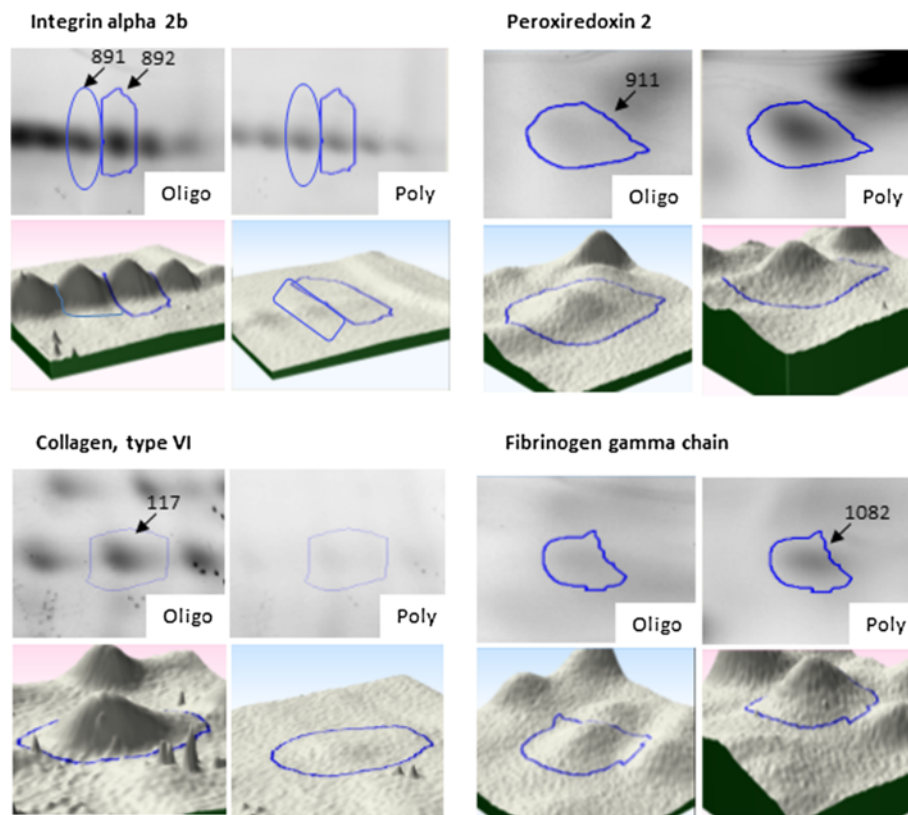 Integrin alpha 2b
891
892
Oligo
Poly
Peroxiredoxin 2
911
Oligo
Poly
Collagen, type VI
117
Oligo
Poly
Fibrinogen gamma chain
1082
Oligo
Poly